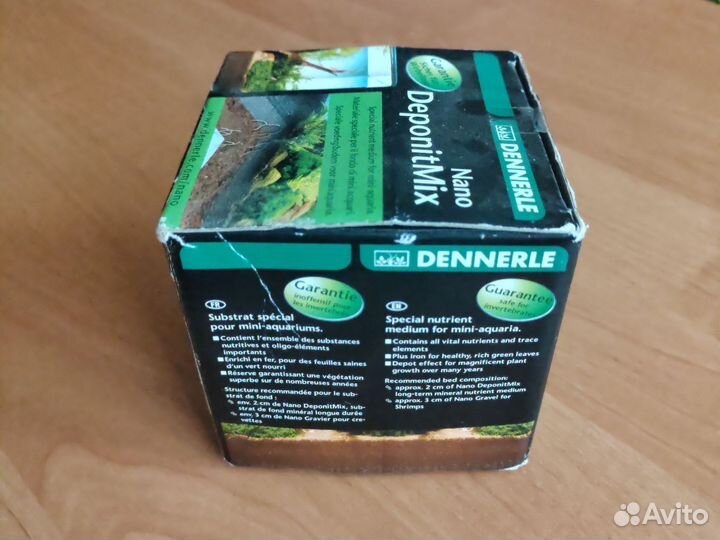 Garantie
www.dennerle.com/nano
Special nutrient medium for mini-aquaria.
Nano
DeponitMix
DENNERLE
DENNERLE
Garantie
inoffensif pour
les invertébrés
FR
Substrat spécial
pour mini-aquariums.
Contient l'ensemble des substances
nutritives et oligo-éléments
importants
Enrichi en fer, pour des feuilles saines
d'un vert nourri
Réserve garantissant une végétation
superbe sur de nombreuses années
Structure recommandée pour le sub-
strat de fond :
env. 2 cm de Nano DeponitMix, sub-
strat de fond minéral longue durée
env. 3 cm de Nano Gravier pour cre-
vettes
Guarantee
safe for
invertebrates
EN
Special nutrient
medium for mini-aquaria.
Contains all vital nutrients and trace
elements
Plus iron for healthy, rich green leaves
Depot effect for magnificent plant
growth over many years
Recommended bed composition:
approx. 2 cm of Nano DeponitMix
long-term mineral nutrient medium
approx. 3 cm of Nano Gravel for
Shrimps
Avito